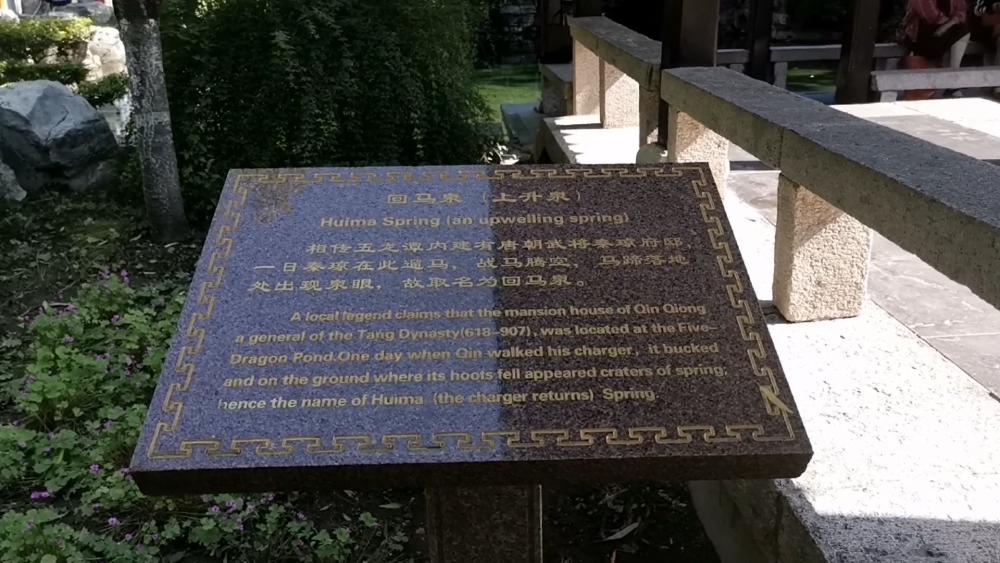 回马泉（上升泉）
Huima Spring (an upwelling spring)
相传五龙潭内建有唐朝武将秦琼府邸，
一日秦琼在此遛马，战马腾空，马蹄落地
处出现泉眼，故取名为回马泉。
A local legend claims that the mansion house of Qin Qiong
a general of the Tang Dynasty(618-907), was located at the Five-
Dragon Pond.One day when Qin walked his charger, it bucked
and on the ground where its hoots fell appeared craters of spring,
hence the name of Huima (the charger returns) Spring.